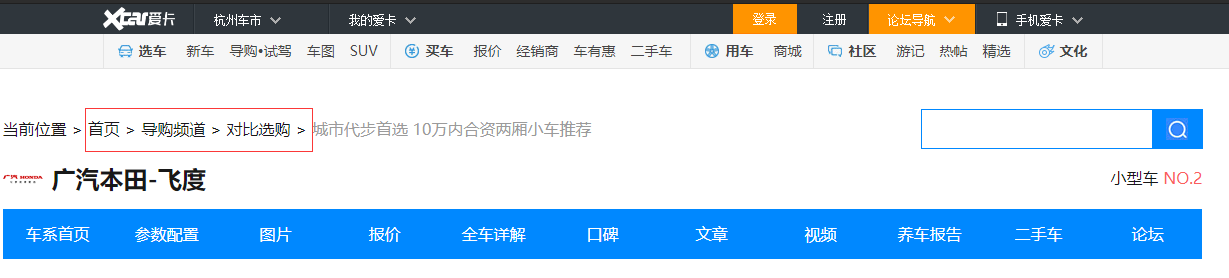 Xcar爱卡 杭州车市 我的爱卡 登录 注册 论坛导航 手机爱卡
选车 新车 导购•试驾 车图 SUV 买车 报价 经销商 车有惠 二手车 用车 商城 社区 游记 热帖 精选 文化
当前位置 > 首页 > 导购频道 > 对比选购 > 城市代步首选 10万内合资两厢小车推荐
广汽 HONDA 广汽本田-飞度 小型车 NO.2
车系首页 参数配置 图片 报价 全车详解 口碑 文章 视频 养车报告 二手车 论坛